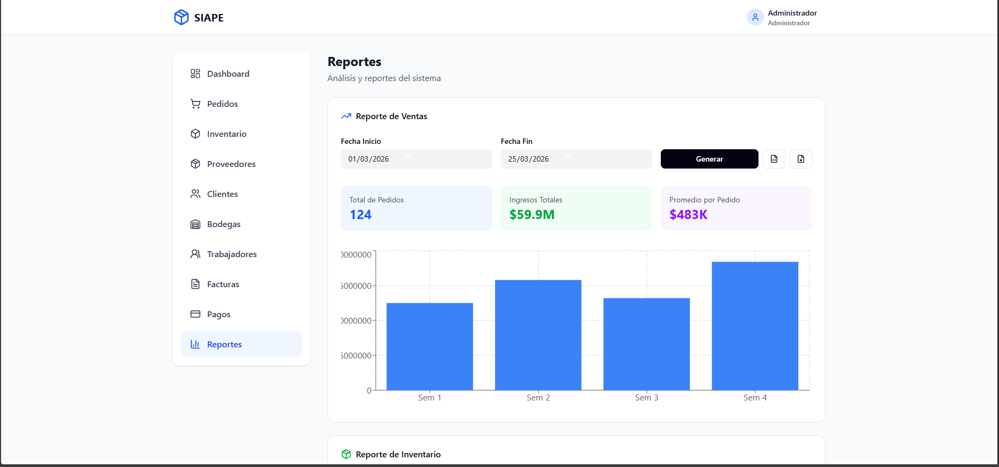 SIAPE
Administrador
Administrador
Dashboard
Pedidos
Inventario
Proveedores
Clientes
Bodegas
Trabajadores
Facturas
Pagos
Reportes
Reportes
Análisis y reportes del sistema
Reporte de Ventas
Fecha Inicio
Fecha Fin
01/03/2026
25/03/2026
Generar
Total de Pedidos
124
Ingresos Totales
$59.9M
Promedio por Pedido
$483K
0000000
5000000
0000000
5000000
0
Sem 1
Sem 2
Sem 3
Sem 4
Reporte de Inventario